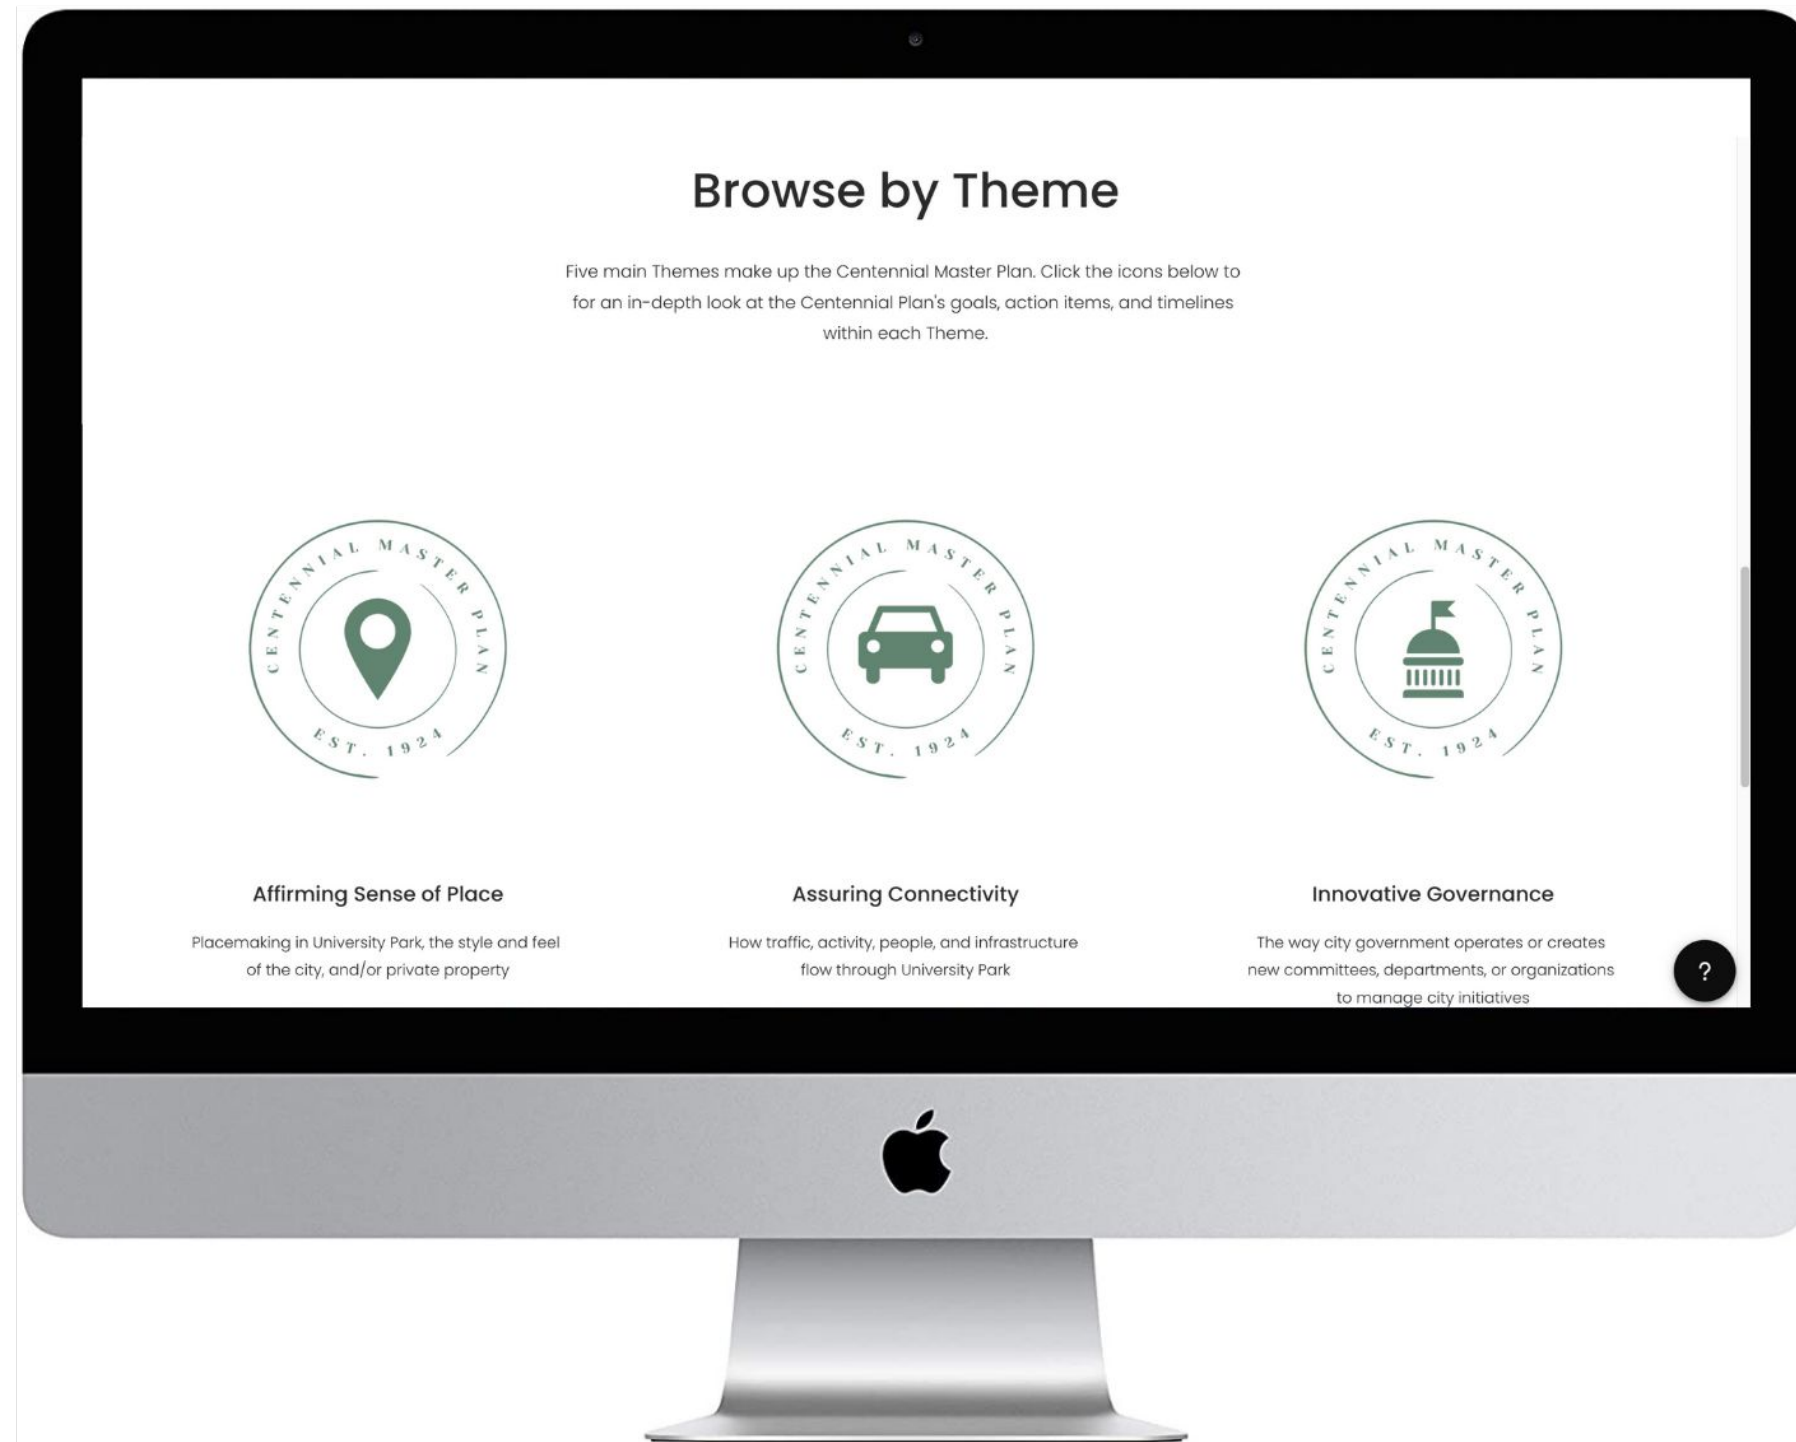 Browse by Theme
Five main Themes make up the Centennial Master Plan. Click the icons below to
for an in-depth look at the Centennial Plan's goals, action items, and timelines
within each Theme.
CENTENNIAL MASTER PLAN
EST. 1924
CENTENNIAL MASTER PLAN
EST. 1924
CENTENNIAL MASTER PLAN
EST. 1924
Affirming Sense of Place
Placemaking in University Park, the style and feel
of the city, and/or private property
Assuring Connectivity
How traffic, activity, people, and infrastructure
flow through University Park
Innovative Governance
The way city government operates or creates
new committees, departments, or organizations
to manage city initiatives
?